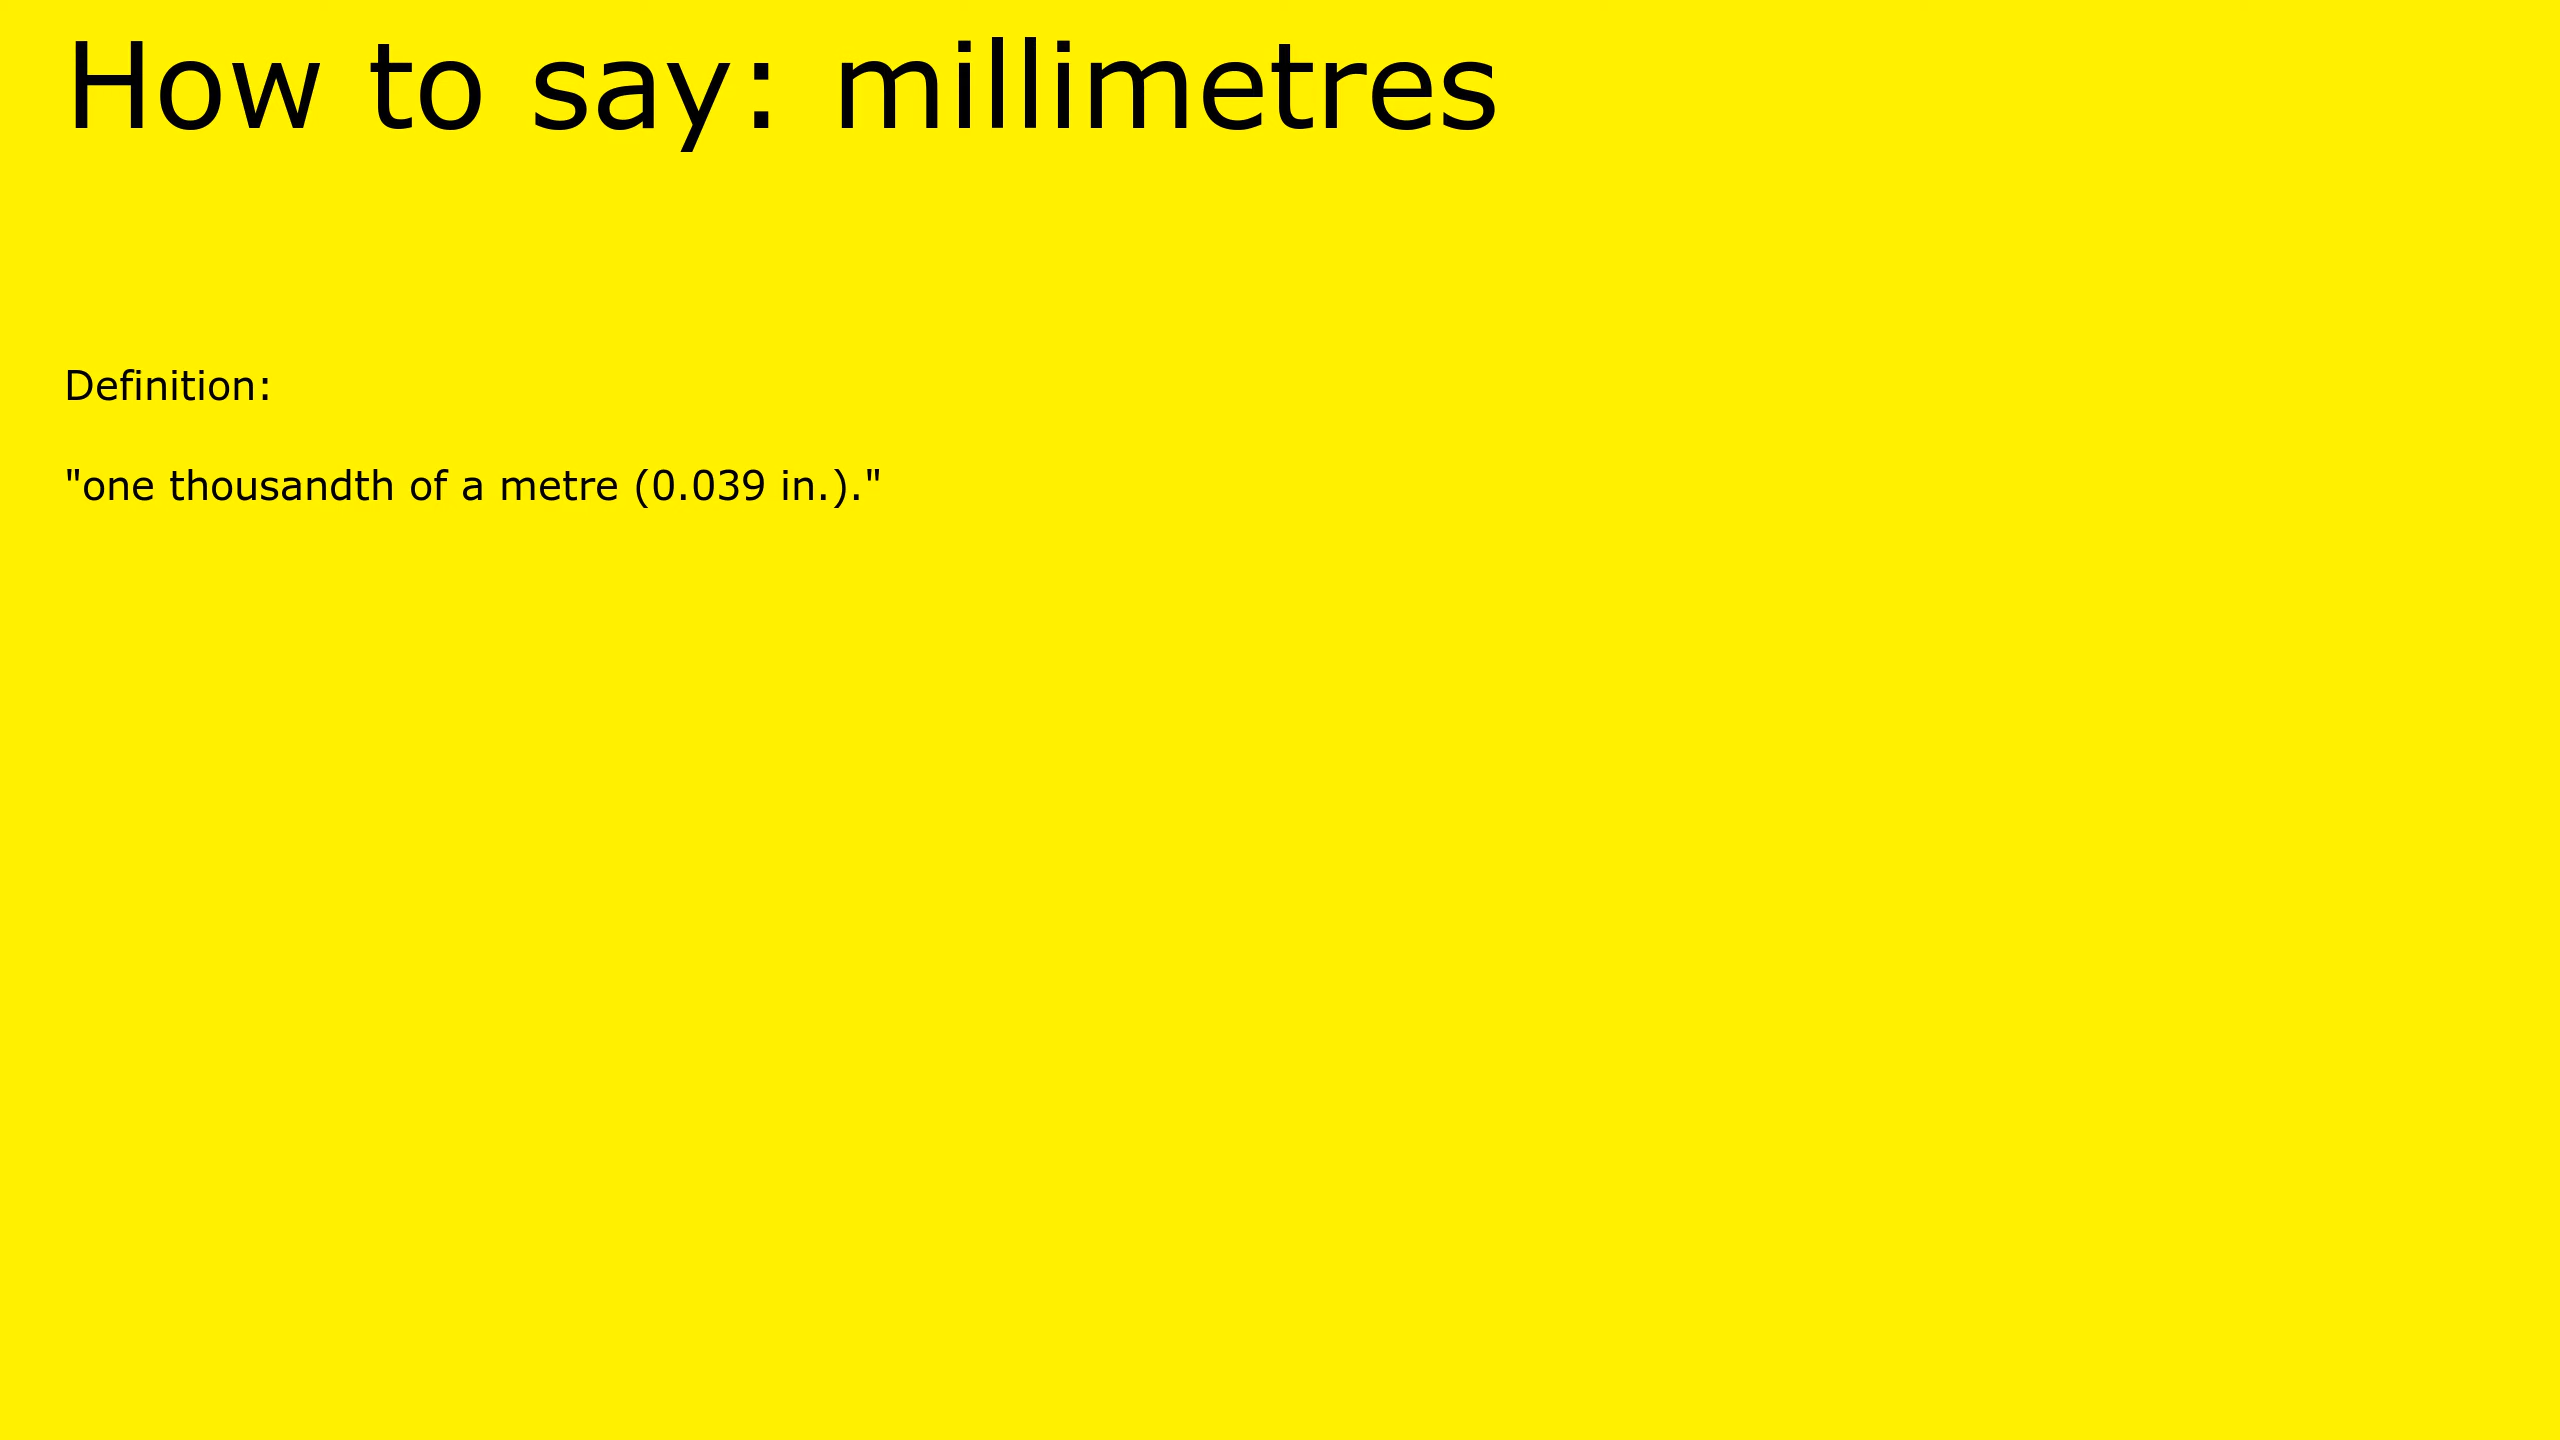 How to say: millimetres
Definition:
"one thousandth of a metre (0.039 in.)."